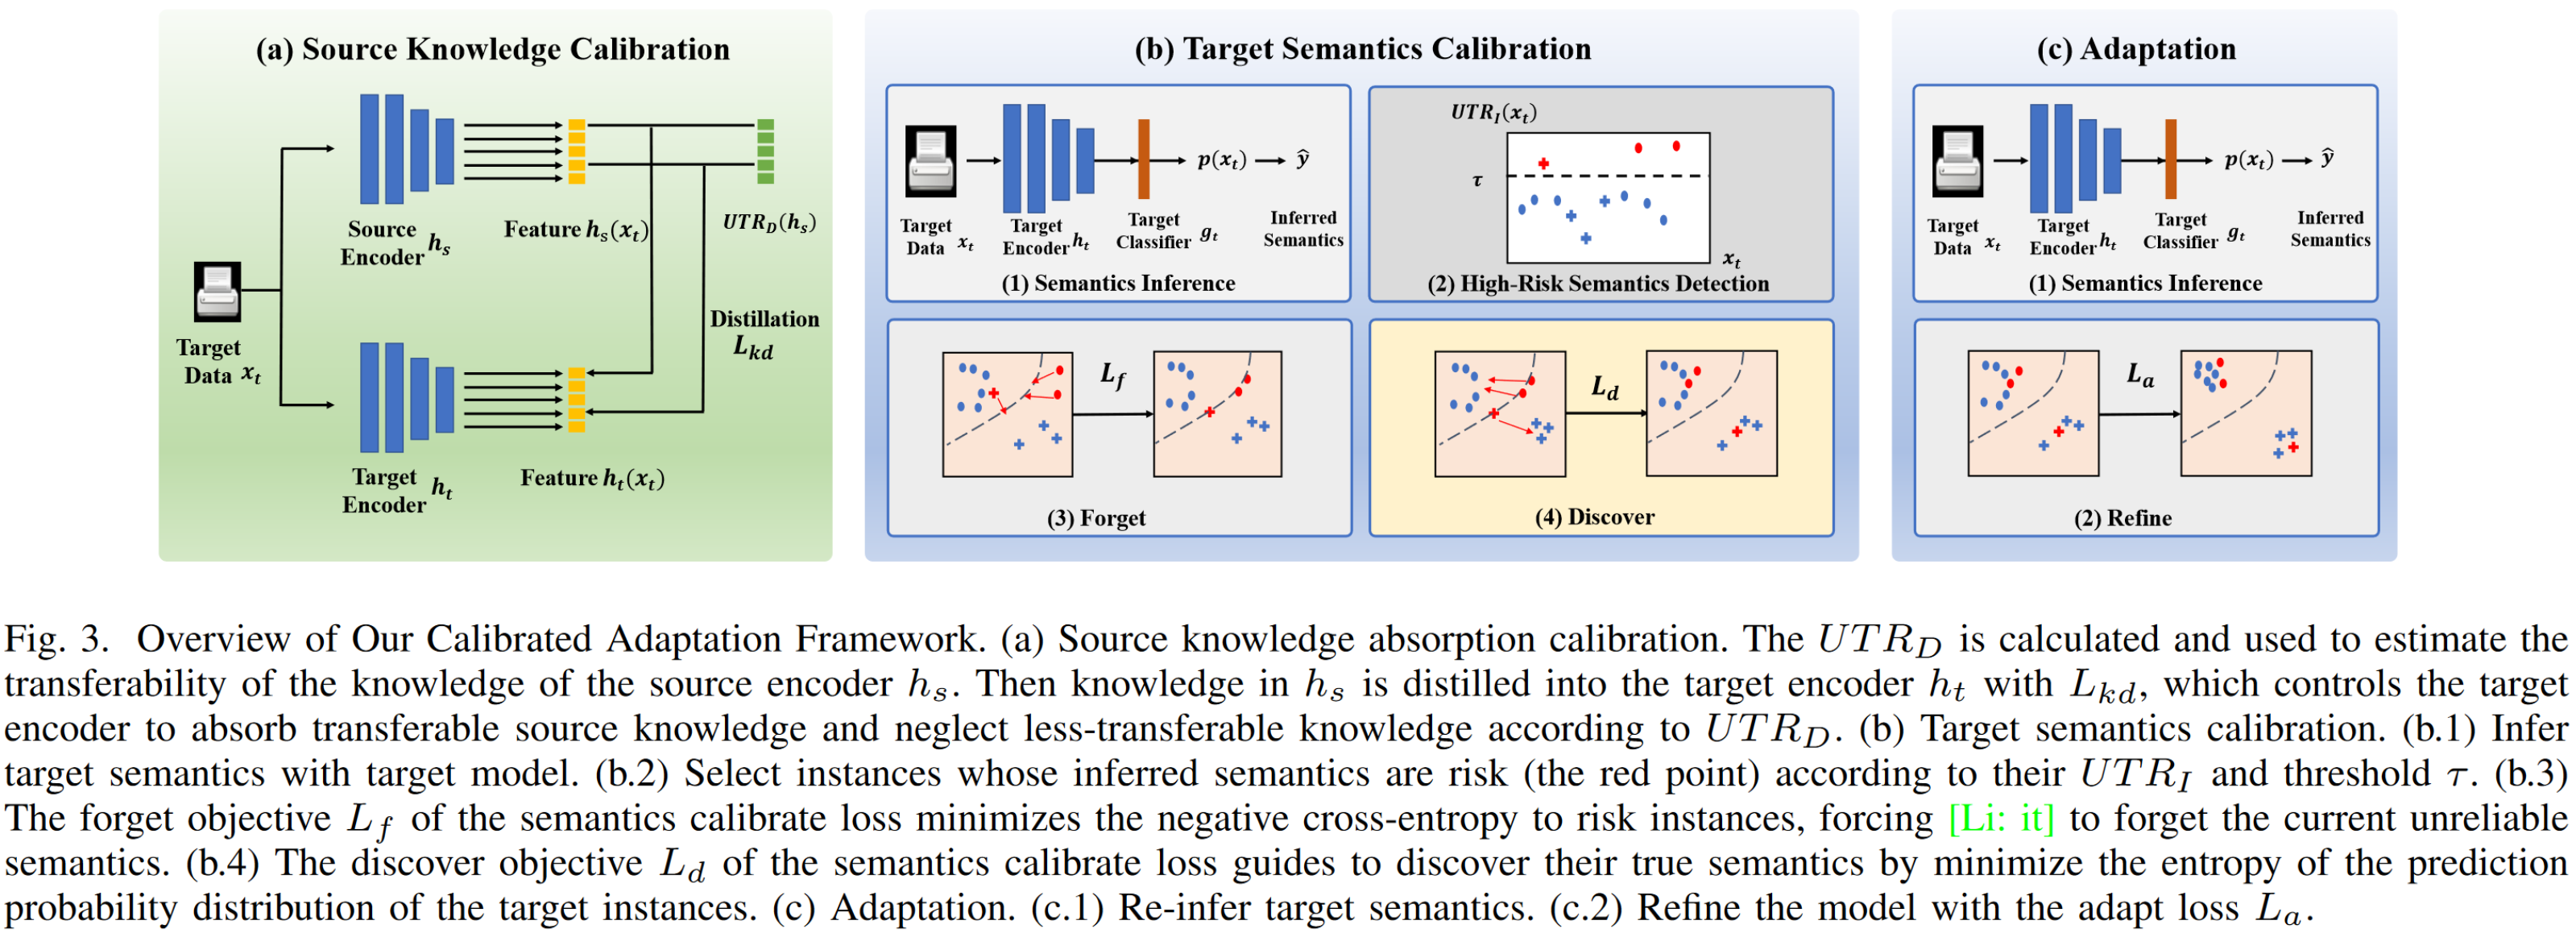 (a) Source Knowledge Calibration
Source
Encoder h_s
Feature h_s(x_t)
UTR_D(h_s)
Target
Data x_t
Distillation
L_kd
Target
Encoder h_t
Feature h_t(x_t)
(b) Target Semantics Calibration
p(x_t)
ŷ
Target
Data x_t
Target
Encoder h_t
Target
Classifier g_t
Inferred
Semantics
(1) Semantics Inference
UTR_I(x_t)
τ
x_t
(2) High-Risk Semantics Detection
L_f
(3) Forget
L_d
(4) Discover
(c) Adaptation
p(x_t)
ŷ
Target
Data x_t
Target
Encoder h_t
Target
Classifier g_t
Inferred
Semantics
(1) Semantics Inference
L_a
(2) Refine
Fig. 3. Overview of Our Calibrated Adaptation Framework. (a) Source knowledge absorption calibration. The UTR_D is calculated and used to estimate the
transferability of the knowledge of the source encoder h_s. Then knowledge in h_s is distilled into the target encoder h_t with L_kd, which controls the target
encoder to absorb transferable source knowledge and neglect less-transferable knowledge according to UTR_D. (b) Target semantics calibration. (b.1) Infer
target semantics with target model. (b.2) Select instances whose inferred semantics are risk (the red point) according to their UTR_I and threshold τ. (b.3)
The forget objective L_f of the semantics calibrate loss minimizes the negative cross-entropy to risk instances, forcing [Li: it] to forget the current unreliable
semantics. (b.4) The discover objective L_d of the semantics calibrate loss guides to discover their true semantics by minimize the entropy of the prediction
probability distribution of the target instances. (c) Adaptation. (c.1) Re-infer target semantics. (c.2) Refine the model with the adapt loss L_a.